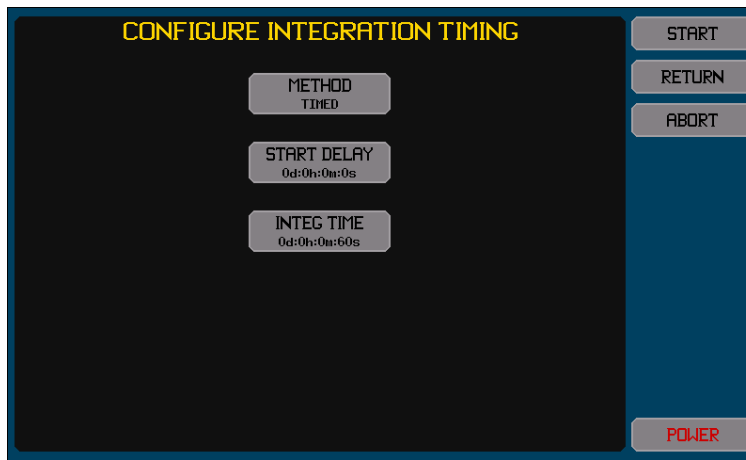 CONFIGURE INTEGRATION TIMING
METHOD
TIMED
START DELAY
0d:0h:0m:0s
INTEG TIME
0d:0h:0m:60s
START
RETURN
ABORT
POWER